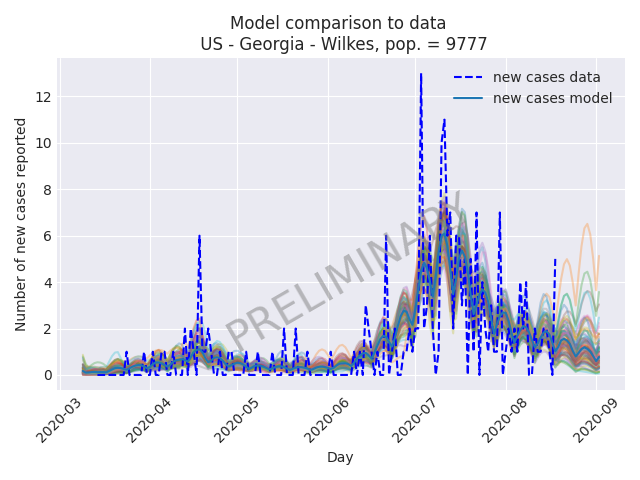 Model comparison to data
US - Georgia - Wilkes, pop. = 9777
Number of new cases reported
12
10
8
6
4
2
0
new cases data
new cases model
PRELIMINARY
2020-03
2020-04
2020-05
2020-06
2020-07
2020-08
2020-09
Day